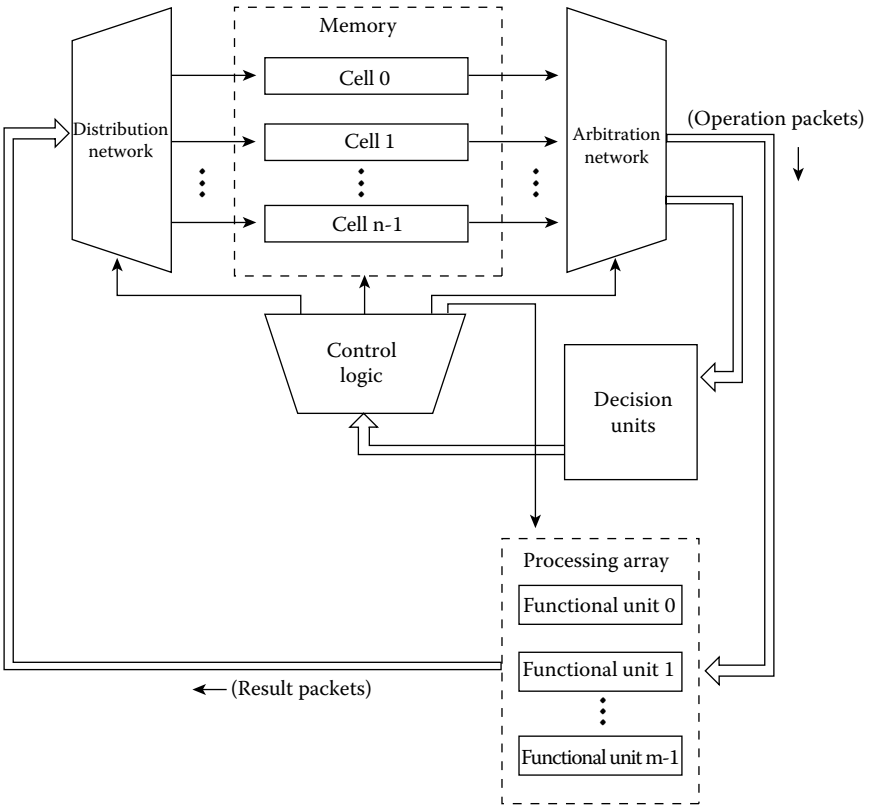 Memory
Cell 0
Cell 1
Cell n-1
Distribution
network
Arbitration
network
(Operation packets)
Control
logic
Decision
units
Processing array
Functional unit 0
Functional unit 1
Functional unit m-1
(Result packets)